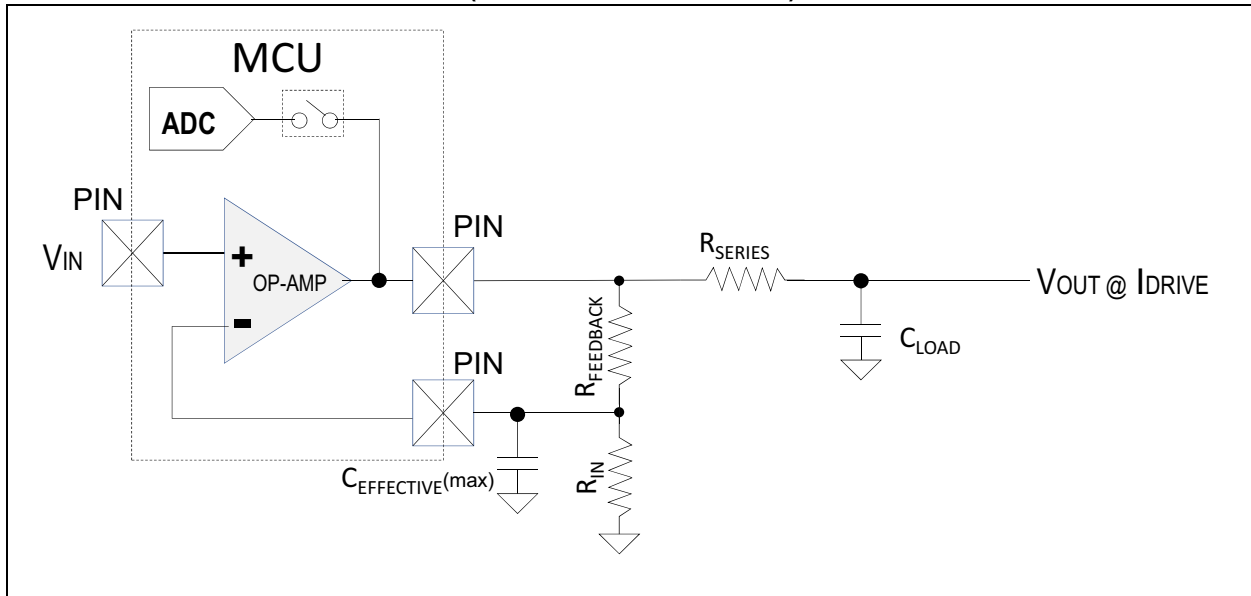 MCU
ADC
PIN
VIN
+
OP-AMP
-
PIN
PIN
RSERIES
VOUT @ IDRIVE
CLOAD
RFEEDBACK
CEFFECTIVE(max)
RIN